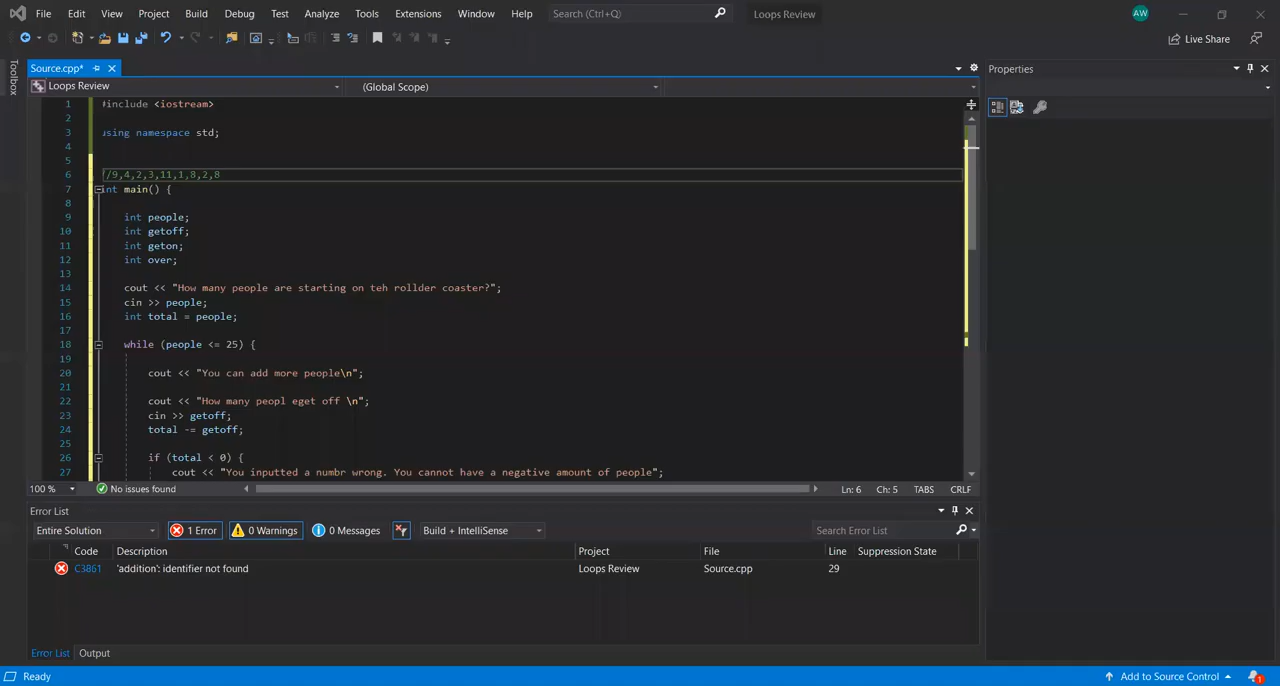 File Edit View Project Build Debug Test Analyze Tools Extensions Window Help Search (Ctrl+Q) Loops Review AW
Live Share
Toolbox
Source.cpp*
Properties
Loops Review (Global Scope)
1 #include <iostream>
2
3 using namespace std;
4
5
6 //9,4,2,3,11,1,8,2,8
7 int main() {
8
9 int people;
10 int getoff;
11 int geton;
12 int over;
13
14 cout << "How many people are starting on teh rollder coaster?";
15 cin >> people;
16 int total = people;
17
18 while (people <= 25) {
19
20 cout << "You can add more people\n";
21
22 cout << "How many peopl eget off \n";
23 cin >> getoff;
24 total -= getoff;
25
26 if (total < 0) {
27 cout << "You inputted a numbr wrong. You cannot have a negative amount of people";
100 % No issues found Ln: 6 Ch: 5 TABS CRLF
Error List
Entire Solution 1 Error 0 Warnings 0 Messages Build + IntelliSense Search Error List
Code Description Project File Line Suppression State
C3861 'addition': identifier not found Loops Review Source.cpp 29
Error List Output
Ready Add to Source Control 1